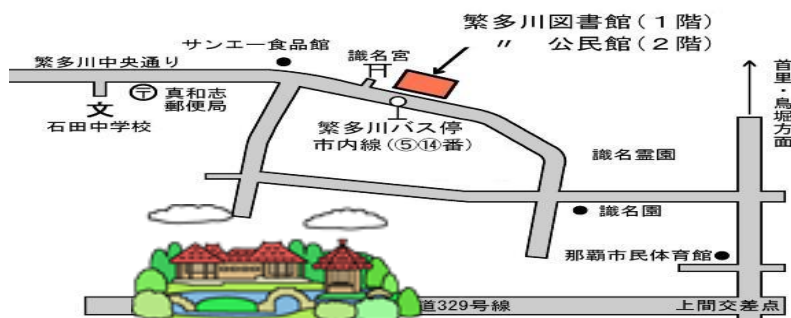 繁多川図書館(1階)
〃 公民館(2階)
サンエー食品館
識名宮
繁多川中央通り
〒
真和志
郵便局
文
石田中学校
繁多川バス停
市内線(⑤⑭番)
首里・鳥堀方面
識名霊園
識名園
那覇市民体育館
道329号線
上間交差点